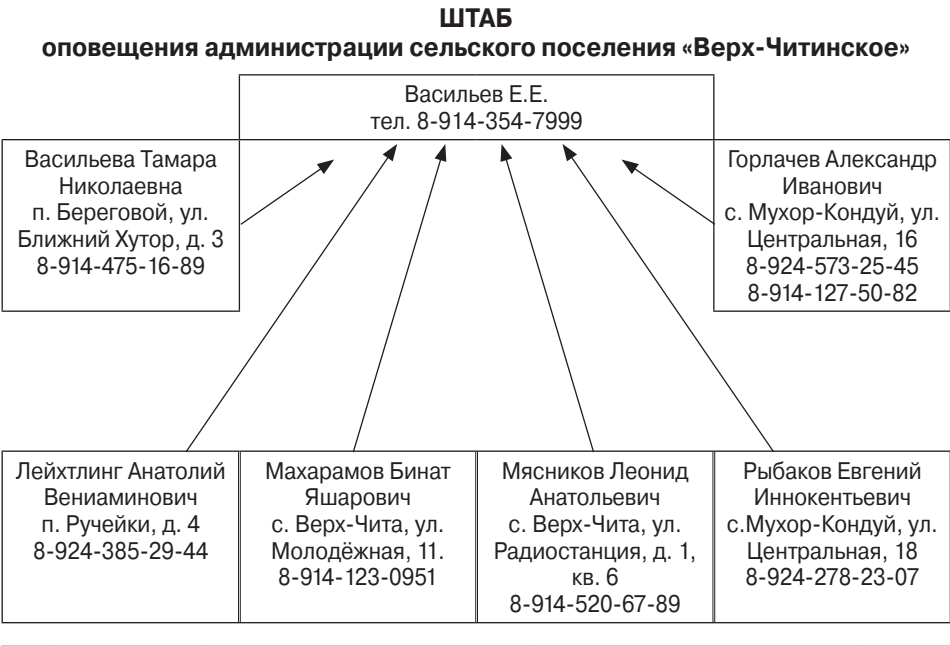 ШТАБ
оповещения администрации сельского поселения «Верх-Читинское»
Васильев Е.Е.
тел. 8-914-354-7999
Васильева Тамара
Николаевна
п. Береговой, ул.
Ближний Хутор, д. 3
8-914-475-16-89
Горлачев Александр
Иванович
с. Мухор-Кондуй, ул.
Центральная, 16
8-924-573-25-45
8-914-127-50-82
Лейхтлинг Анатолий
Вениаминович
п. Ручейки, д. 4
8-924-385-29-44
Махарамов Бинат
Яшарович
с. Верх-Чита, ул.
Молодёжная, 11.
8-914-123-0951
Мясников Леонид
Анатольевич
с. Верх-Чита, ул.
Радиостанция, д. 1,
кв. 6
8-914-520-67-89
Рыбаков Евгений
Иннокентьевич
с.Мухор-Кондуй, ул.
Центральная, 18
8-924-278-23-07